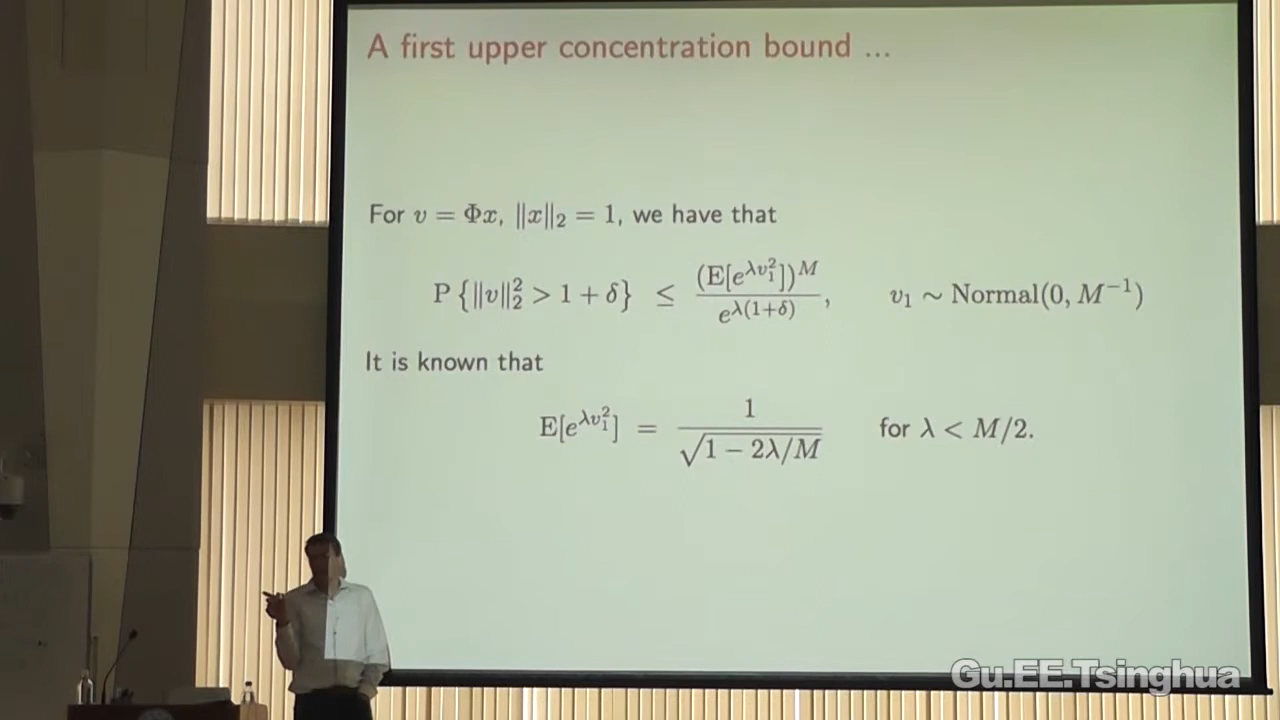 A first upper concentration bound ...
For v = Φx, ‖x‖₂ = 1, we have that
P{‖v‖₂² > 1 + δ} ≤ (E[e^{λv₁²}])^M / e^{λ(1+δ)}, v₁ ∼ Normal(0, M⁻¹)
It is known that
E[e^{λv₁²}] = 1 / √(1 − 2λ/M) for λ < M/2.
Gu.EE.Tsinghua